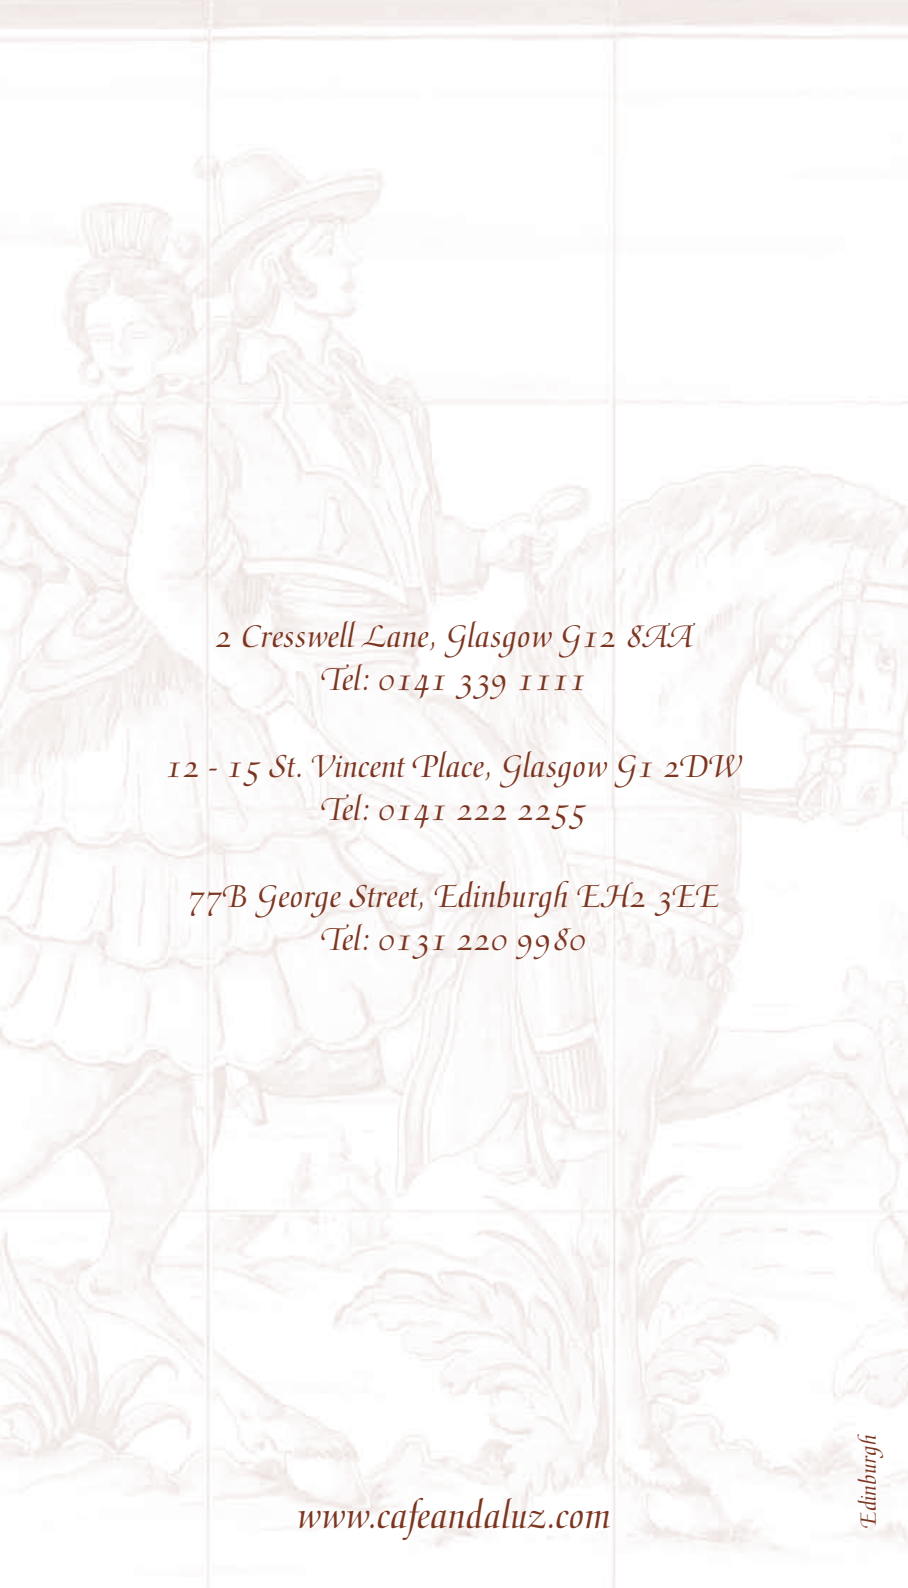 2 Cresswell Lane, Glasgow G12 8AA
Tel: 0141 339 1111
12 - 15 St. Vincent Place, Glasgow G1 2DW
Tel: 0141 222 2255
77B George Street, Edinburgh EH2 3EE
Tel: 0131 220 9980
www.cafeandaluz.com
Edinburgh